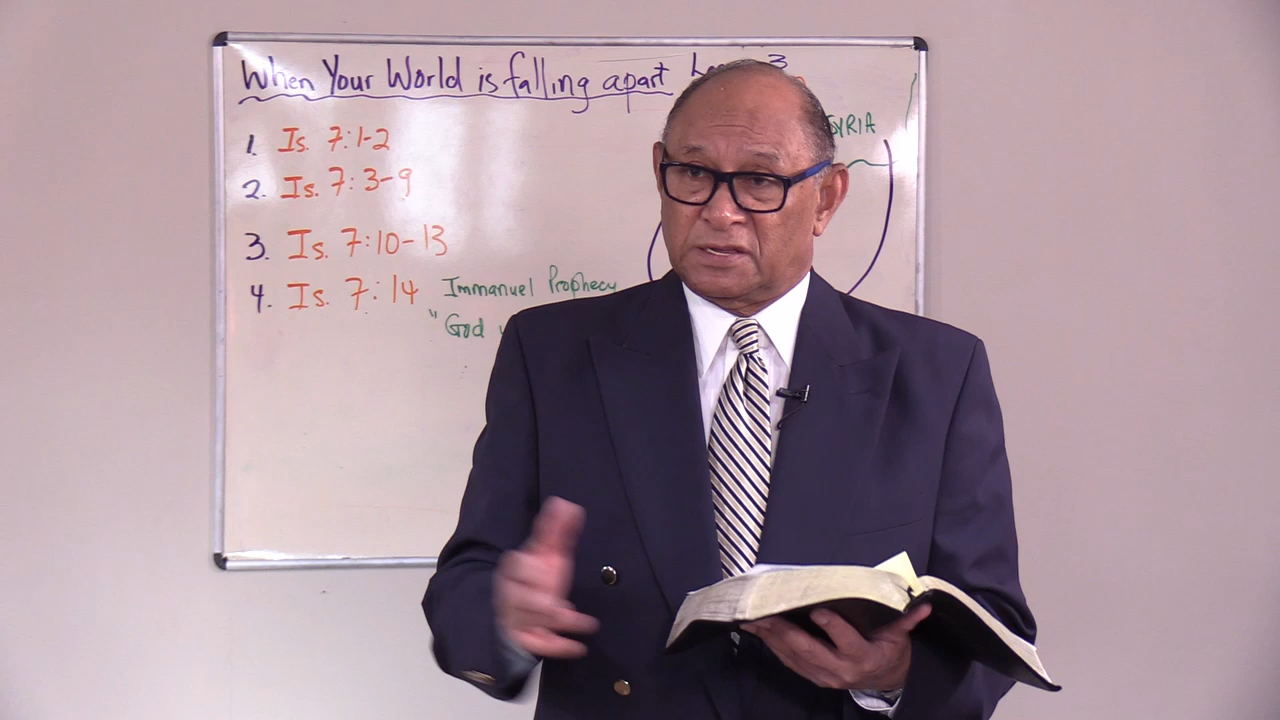 When Your World is falling apart
1. Is. 7:1-2
2. Is. 7:3-9
3. Is. 7:10-13
4. Is. 7:14 Immanuel Prophecy
"God